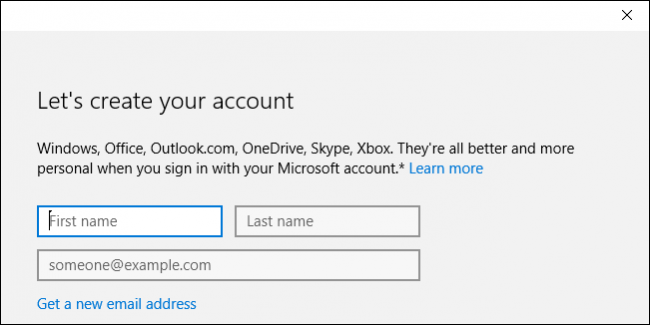 Let's create your account
Windows, Office, Outlook.com, OneDrive, Skype, Xbox. They're all better and more
personal when you sign in with your Microsoft account.* Learn more
First name Last name
someone@example.com
Get a new email address